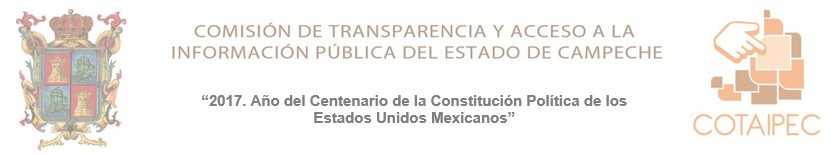 COMISIÓN DE TRANSPARENCIA Y ACCESO A LA
INFORMACIÓN PÚBLICA DEL ESTADO DE CAMPECHE
“2017. Año del Centenario de la Constitución Política de los
Estados Unidos Mexicanos”
COTAIPEC